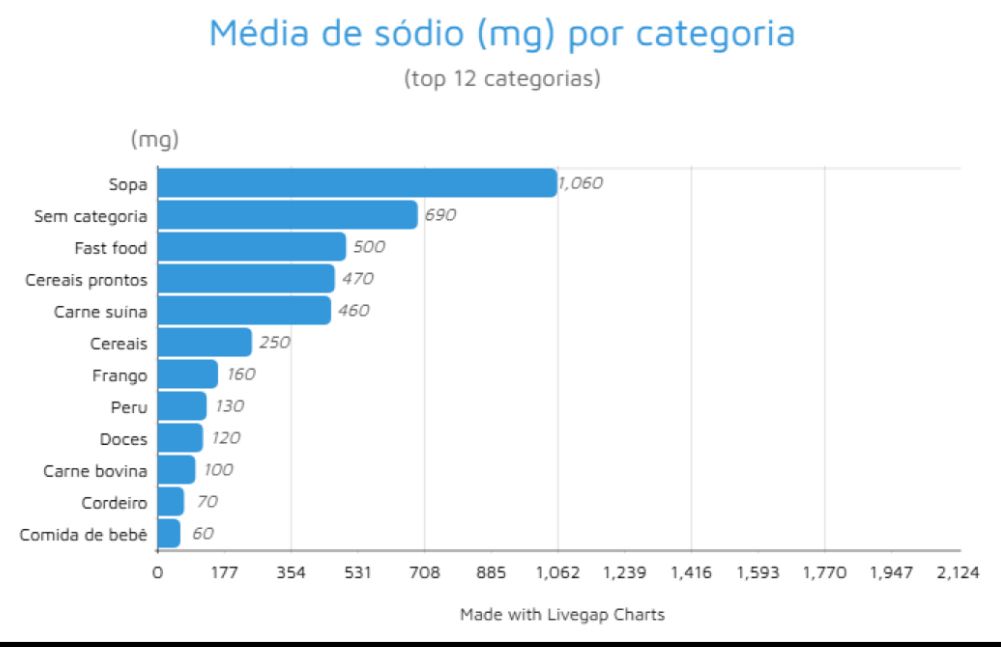 Média de sódio (mg) por categoria
(top 12 categorias)
(mg)
Sopa 1,060
Sem categoria 690
Fast food 500
Cereais prontos 470
Carne suína 460
Cereais 250
Frango 160
Peru 130
Doces 120
Carne bovina 100
Cordeiro 70
Comida de bebê 60
0 177 354 531 708 885 1,062 1,239 1,416 1,593 1,770 1,947 2,124
Made with Livegap Charts